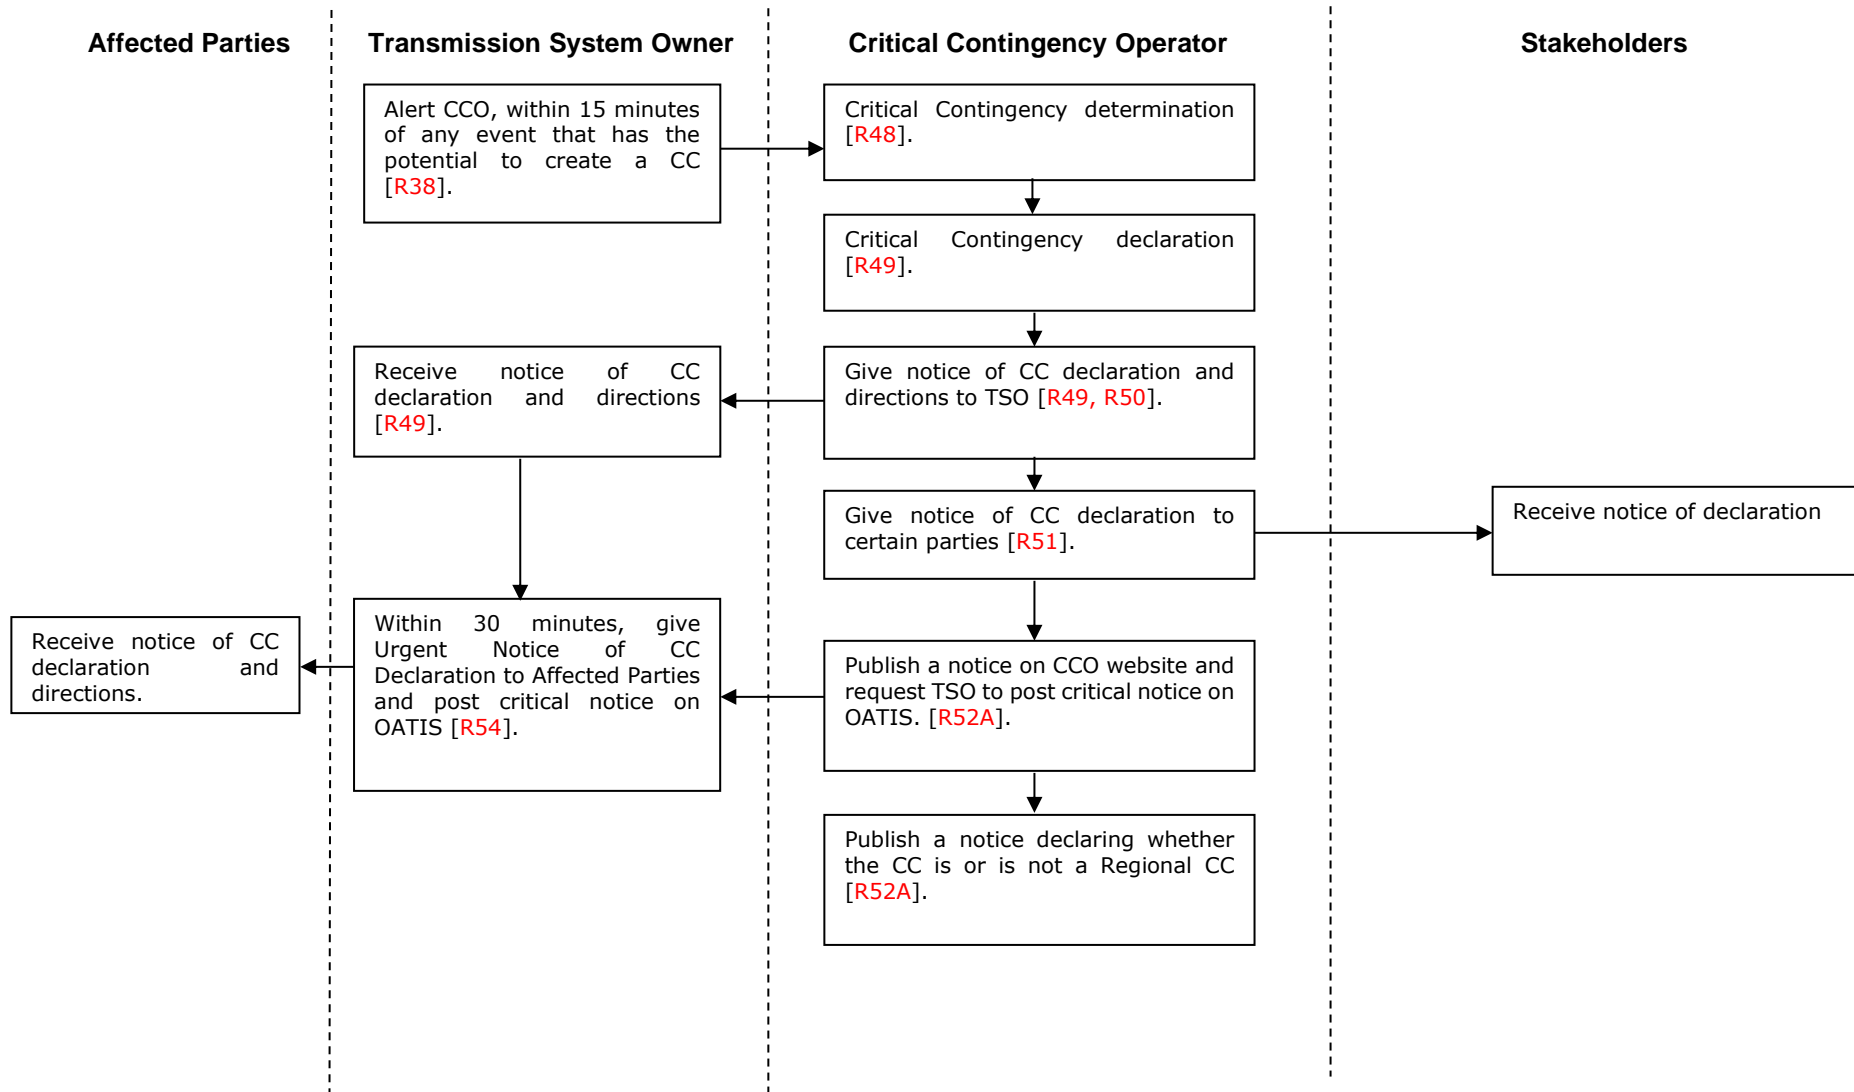 Affected Parties
Transmission System Owner
Critical Contingency Operator
Stakeholders
Alert CCO, within 15 minutes
of any event that has the
potential to create a CC
[R38].
Critical Contingency determination
[R48].
Critical Contingency declaration
[R49].
Receive notice of CC
declaration and directions
[R49].
Give notice of CC declaration and
directions to TSO [R49, R50].
Give notice of CC declaration to
certain parties [R51].
Receive notice of declaration
Receive notice of CC
declaration and
directions.
Within 30 minutes, give
Urgent Notice of CC
Declaration to Affected Parties
and post critical notice on
OATIS [R54].
Publish a notice on CCO website and
request TSO to post critical notice on
OATIS. [R52A].
Publish a notice declaring whether
the CC is or is not a Regional CC
[R52A].